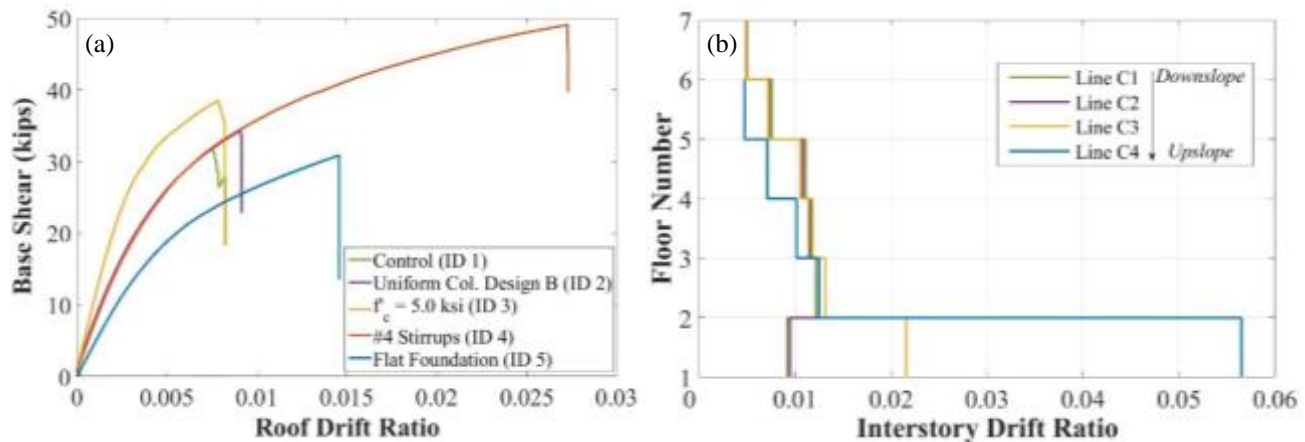 (a)
50
40
30
20
10
0
Base Shear (kips)
Control (ID 1)
Uniform Col. Design B (ID 2)
f'c = 5.0 ksi (ID 3)
#4 Stirrups (ID 4)
Flat Foundation (ID 5)
0 0.005 0.01 0.015 0.02 0.025 0.03
Roof Drift Ratio
(b)
7
6
5
4
3
2
1
Floor Number
Line C1 Downslope
Line C2
Line C3
Line C4 Upslope
0 0.01 0.02 0.03 0.04 0.05 0.06
Interstory Drift Ratio